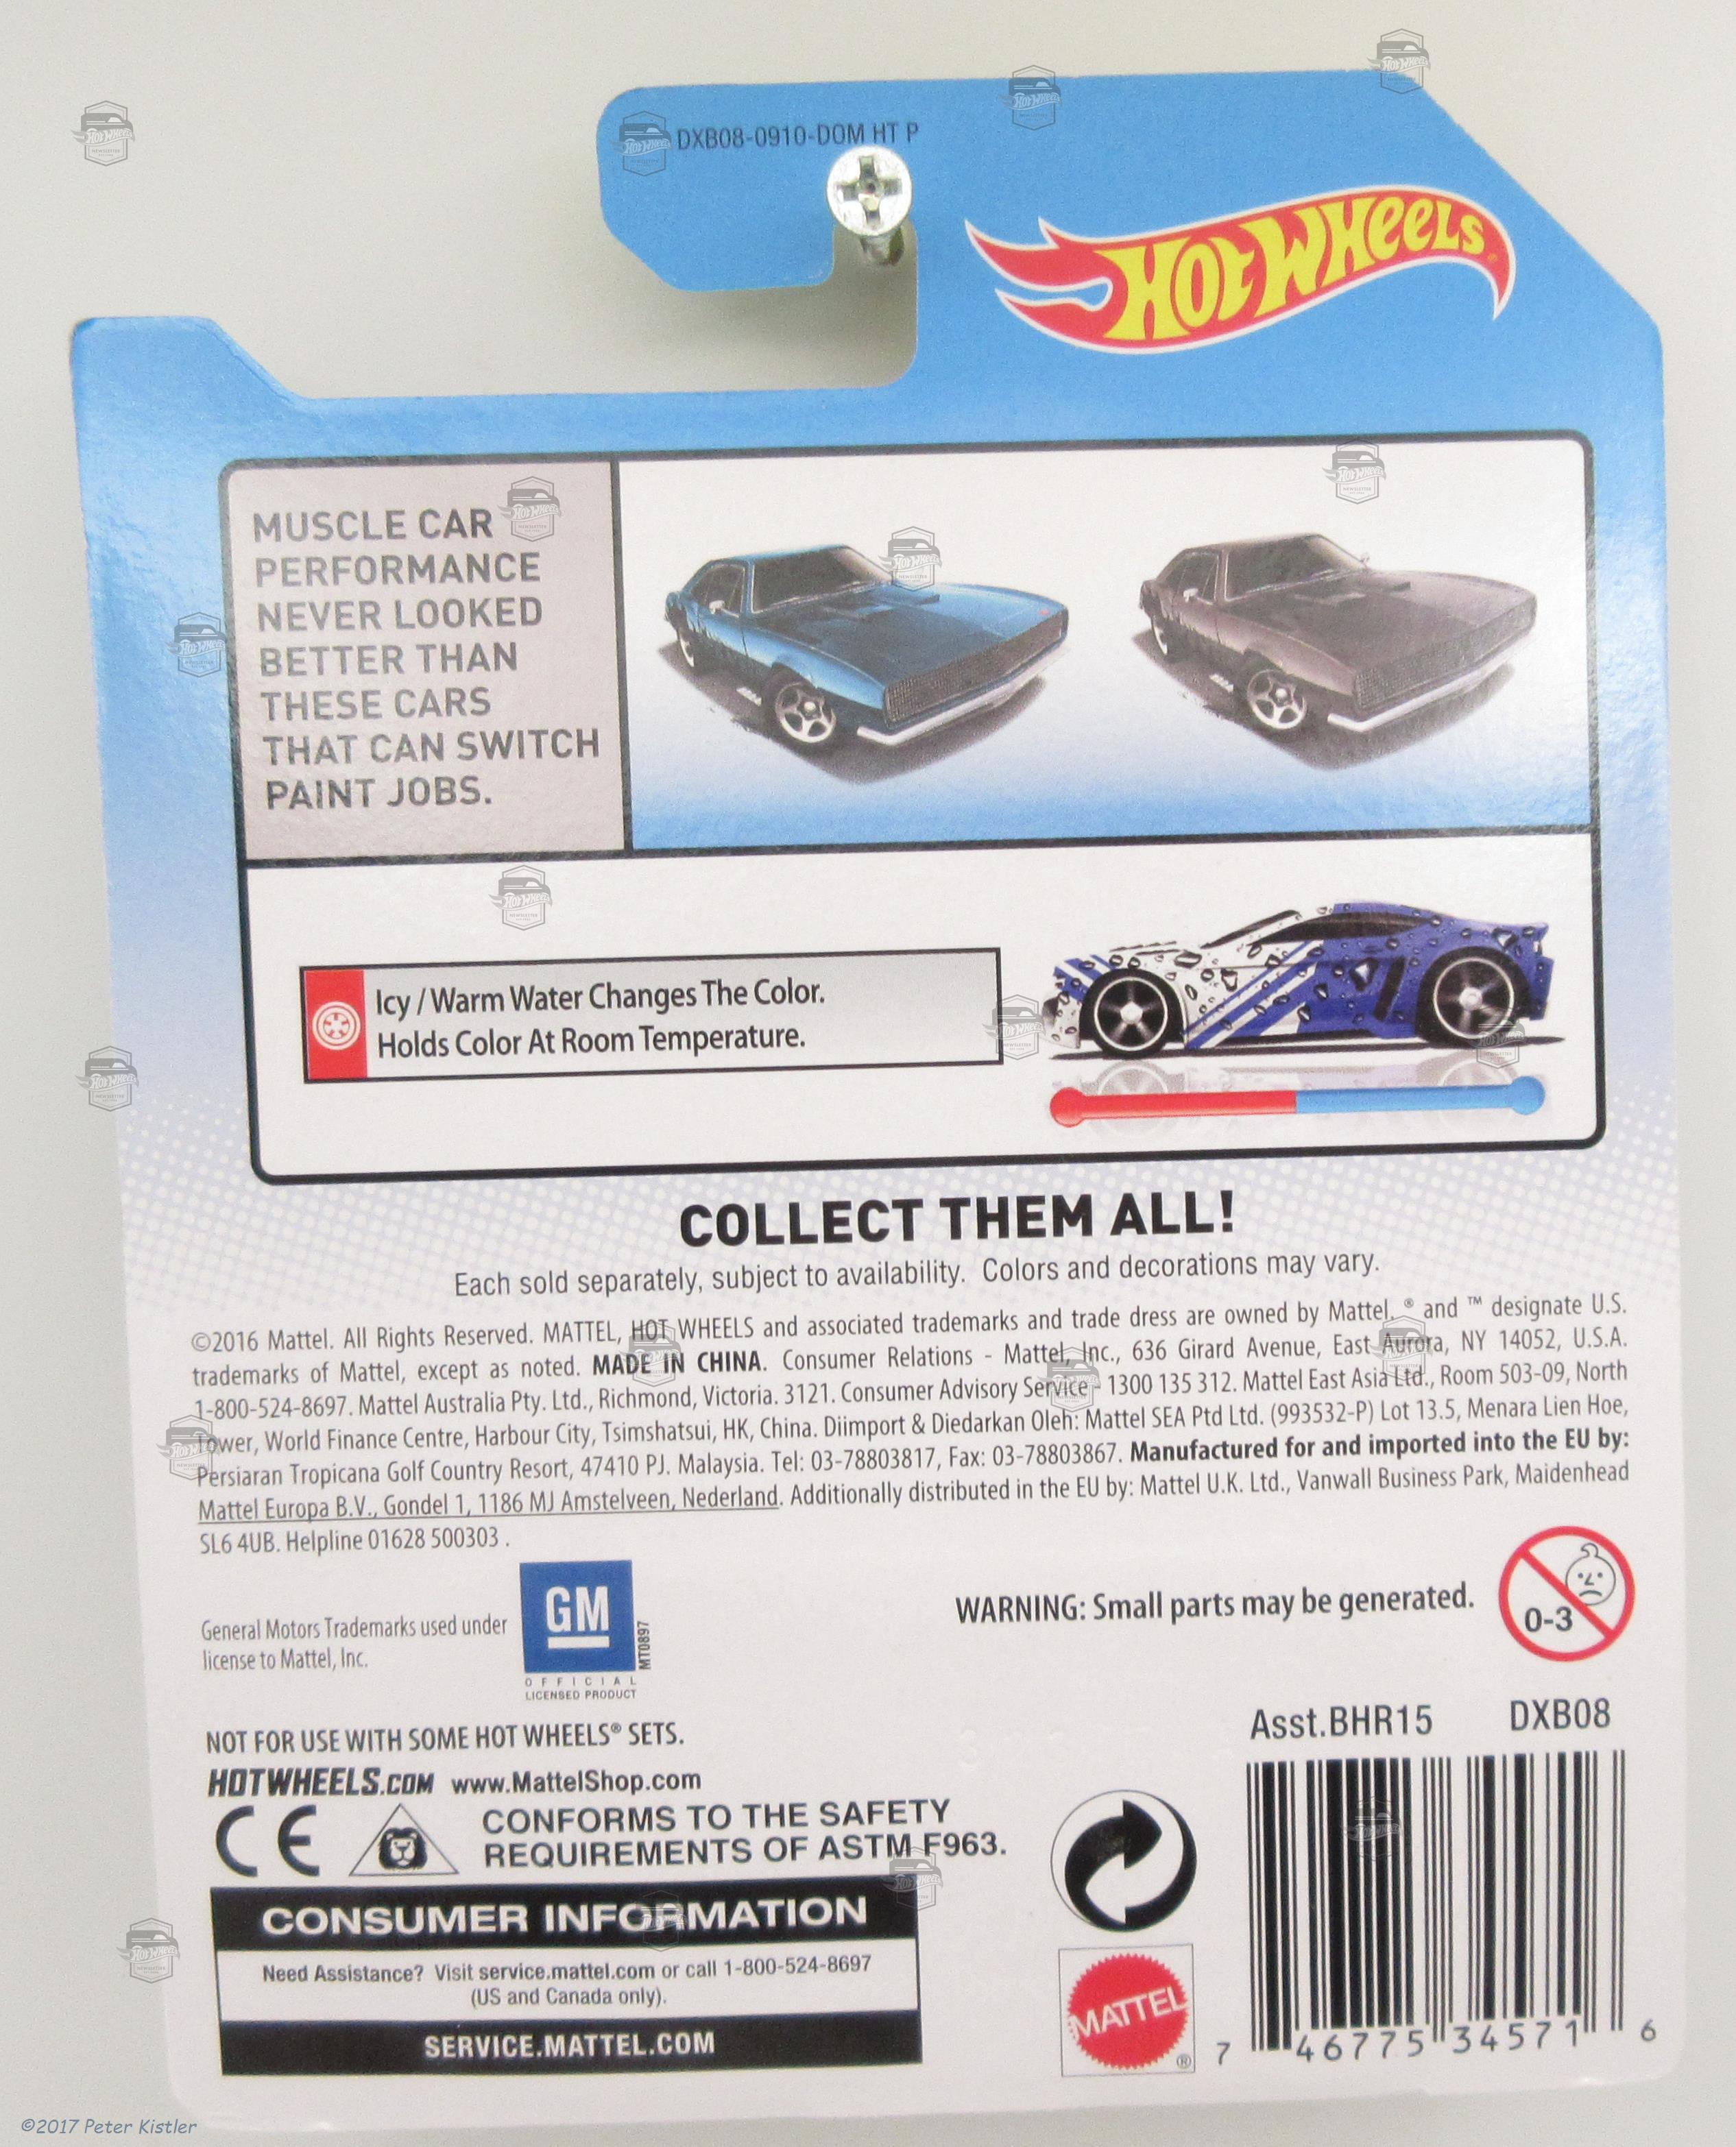 DXB08-0910-DOM HT P
HOT WHEELS
MUSCLE CAR
PERFORMANCE
NEVER LOOKED
BETTER THAN
THESE CARS
THAT CAN SWITCH
PAINT JOBS.
Icy / Warm Water Changes The Color.
Holds Color At Room Temperature.
COLLECT THEM ALL!
Each sold separately, subject to availability. Colors and decorations may vary.
©2016 Mattel. All Rights Reserved. MATTEL, HOT WHEELS and associated trademarks and trade dress are owned by Mattel. ® and ™ designate U.S.
trademarks of Mattel, except as noted. MADE IN CHINA. Consumer Relations - Mattel, Inc., 636 Girard Avenue, East Aurora, NY 14052, U.S.A.
1-800-524-8697. Mattel Australia Pty. Ltd., Richmond, Victoria. 3121. Consumer Advisory Service - 1300 135 312. Mattel East Asia Ltd., Room 503-09, North
Tower, World Finance Centre, Harbour City, Tsimshatsui, HK, China. Diimport & Diedarkan Oleh: Mattel SEA Ptd Ltd. (993532-P) Lot 13.5, Menara Lien Hoe,
Persiaran Tropicana Golf Country Resort, 47410 PJ. Malaysia. Tel: 03-78803817, Fax: 03-78803867. Manufactured for and imported into the EU by:
Mattel Europa B.V., Gondel 1, 1186 MJ Amstelveen, Nederland. Additionally distributed in the EU by: Mattel U.K. Ltd., Vanwall Business Park, Maidenhead
SL6 4UB. Helpline 01628 500303 .
General Motors Trademarks used under
license to Mattel, Inc.
GM
MT0897
OFFICIAL
LICENSED PRODUCT
WARNING: Small parts may be generated.
0-3
Asst.BHR15 DXB08
NOT FOR USE WITH SOME HOT WHEELS® SETS.
HOTWHEELS.COM www.MattelShop.com
CE
CONFORMS TO THE SAFETY
REQUIREMENTS OF ASTM F963.
CONSUMER INFORMATION
Need Assistance? Visit service.mattel.com or call 1-800-524-8697
(US and Canada only).
SERVICE.MATTEL.COM
MATTEL®
7 46775 34571 6
©2017 Peter Kistler